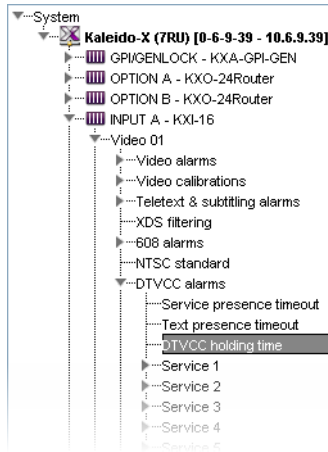 System
Kaleido-X (7RU) [0-6-9-39 - 10.6.9.39]
GPI/GENLOCK - KXA-GPI-GEN
OPTION A - KXO-24Router
OPTION B - KXO-24Router
INPUT A - KXI-16
Video 01
Video alarms
Video calibrations
Teletext & subtitling alarms
XDS filtering
608 alarms
NTSC standard
DTVCC alarms
Service presence timeout
Text presence timeout
DTVCC holding time
Service 1
Service 2
Service 3
Service 4
Service 5